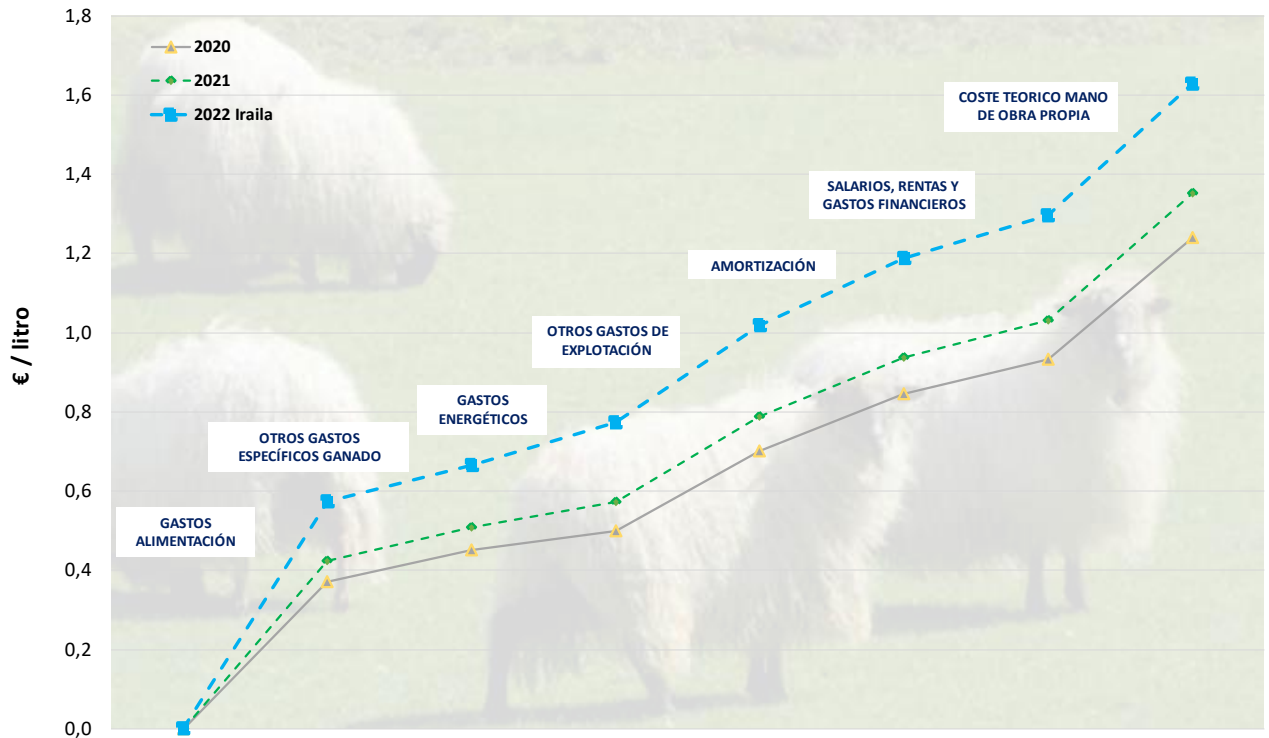 1,8
1,6
1,4
1,2
1,0
0,8
0,6
0,4
0,2
0,0
€ / litro
2020
2021
2022 Iraila
GASTOS
ALIMENTACIÓN
OTROS GASTOS
ESPECÍFICOS GANADO
GASTOS
ENERGÉTICOS
OTROS GASTOS DE
EXPLOTACIÓN
AMORTIZACIÓN
SALARIOS, RENTAS Y
GASTOS FINANCIEROS
COSTE TEORICO MANO
DE OBRA PROPIA